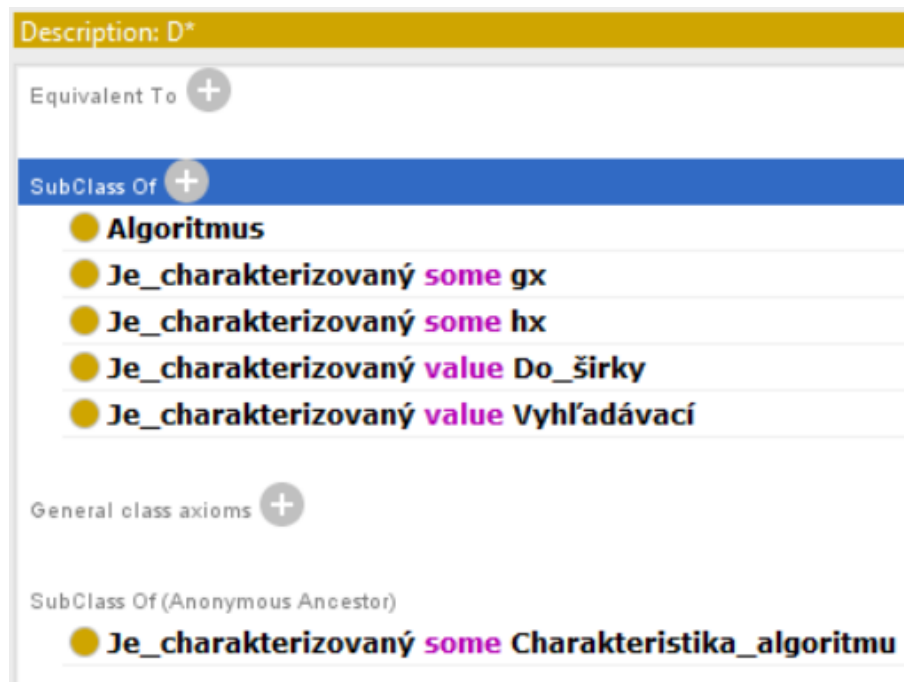 Description: D*
Equivalent To
SubClass Of
Algoritmus
Je_charakterizovaný some gx
Je_charakterizovaný some hx
Je_charakterizovaný value Do_širky
Je_charakterizovaný value Vyhľadávací
General class axioms
SubClass Of (Anonymous Ancestor)
Je_charakterizovaný some Charakteristika_algoritmu